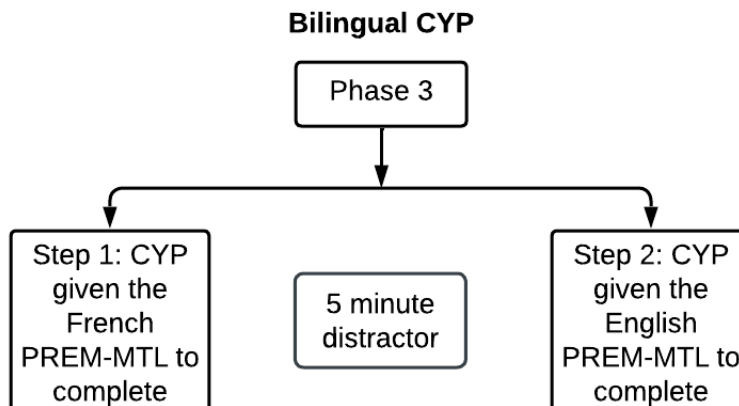 Bilingual CYP
Phase 3
Step 1: CYP
given the
French
PREM-MTL to
complete
5 minute
distractor
Step 2: CYP
given the
English
PREM-MTL to
complete